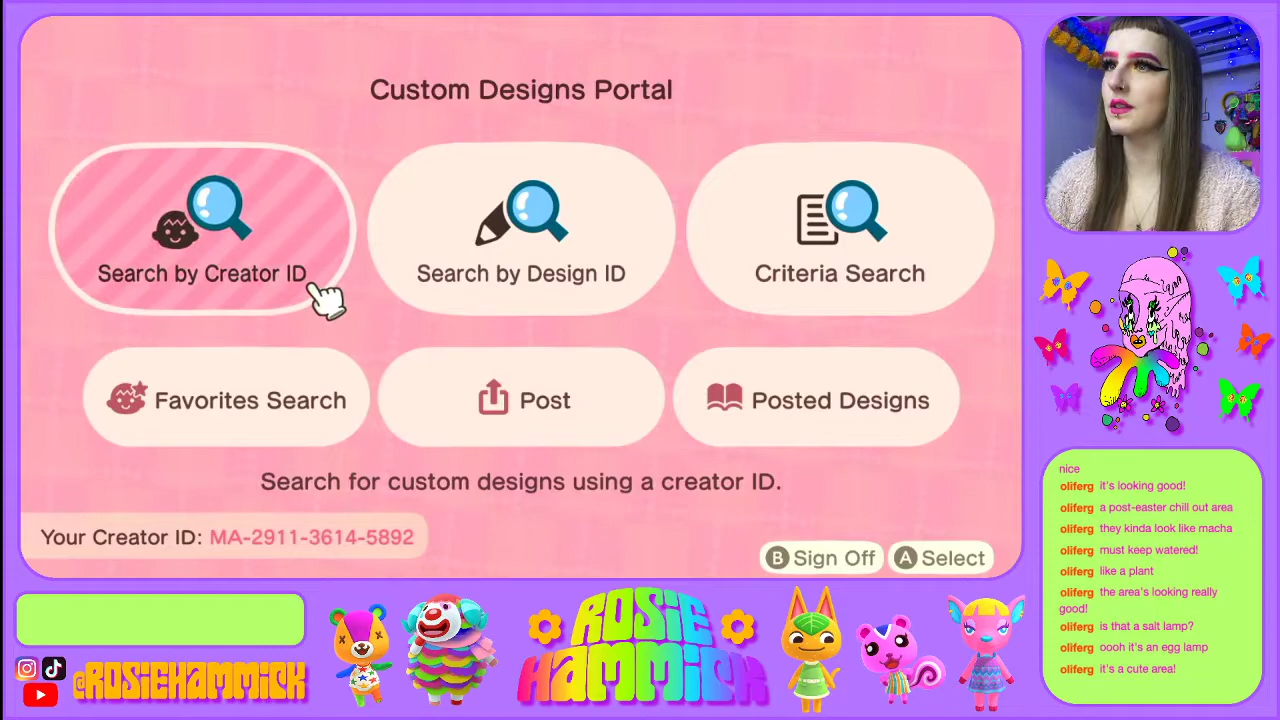 Custom Designs Portal
Search by Creator ID
Search by Design ID
Criteria Search
Favorites Search
Post
Posted Designs
Search for custom designs using a creator ID.
Your Creator ID: MA-2911-3614-5892
B Sign Off
A Select
nice
oliferg it's looking good!
oliferg a post-easter chill out area
oliferg they kinda look like macha
oliferg must keep watered!
oliferg like a plant
oliferg the area's looking really
good!
oliferg is that a salt lamp?
oliferg oooh it's an egg lamp
oliferg it's a cute area!
@ROSIEHAMMICK
ROSIE
HAMMICK